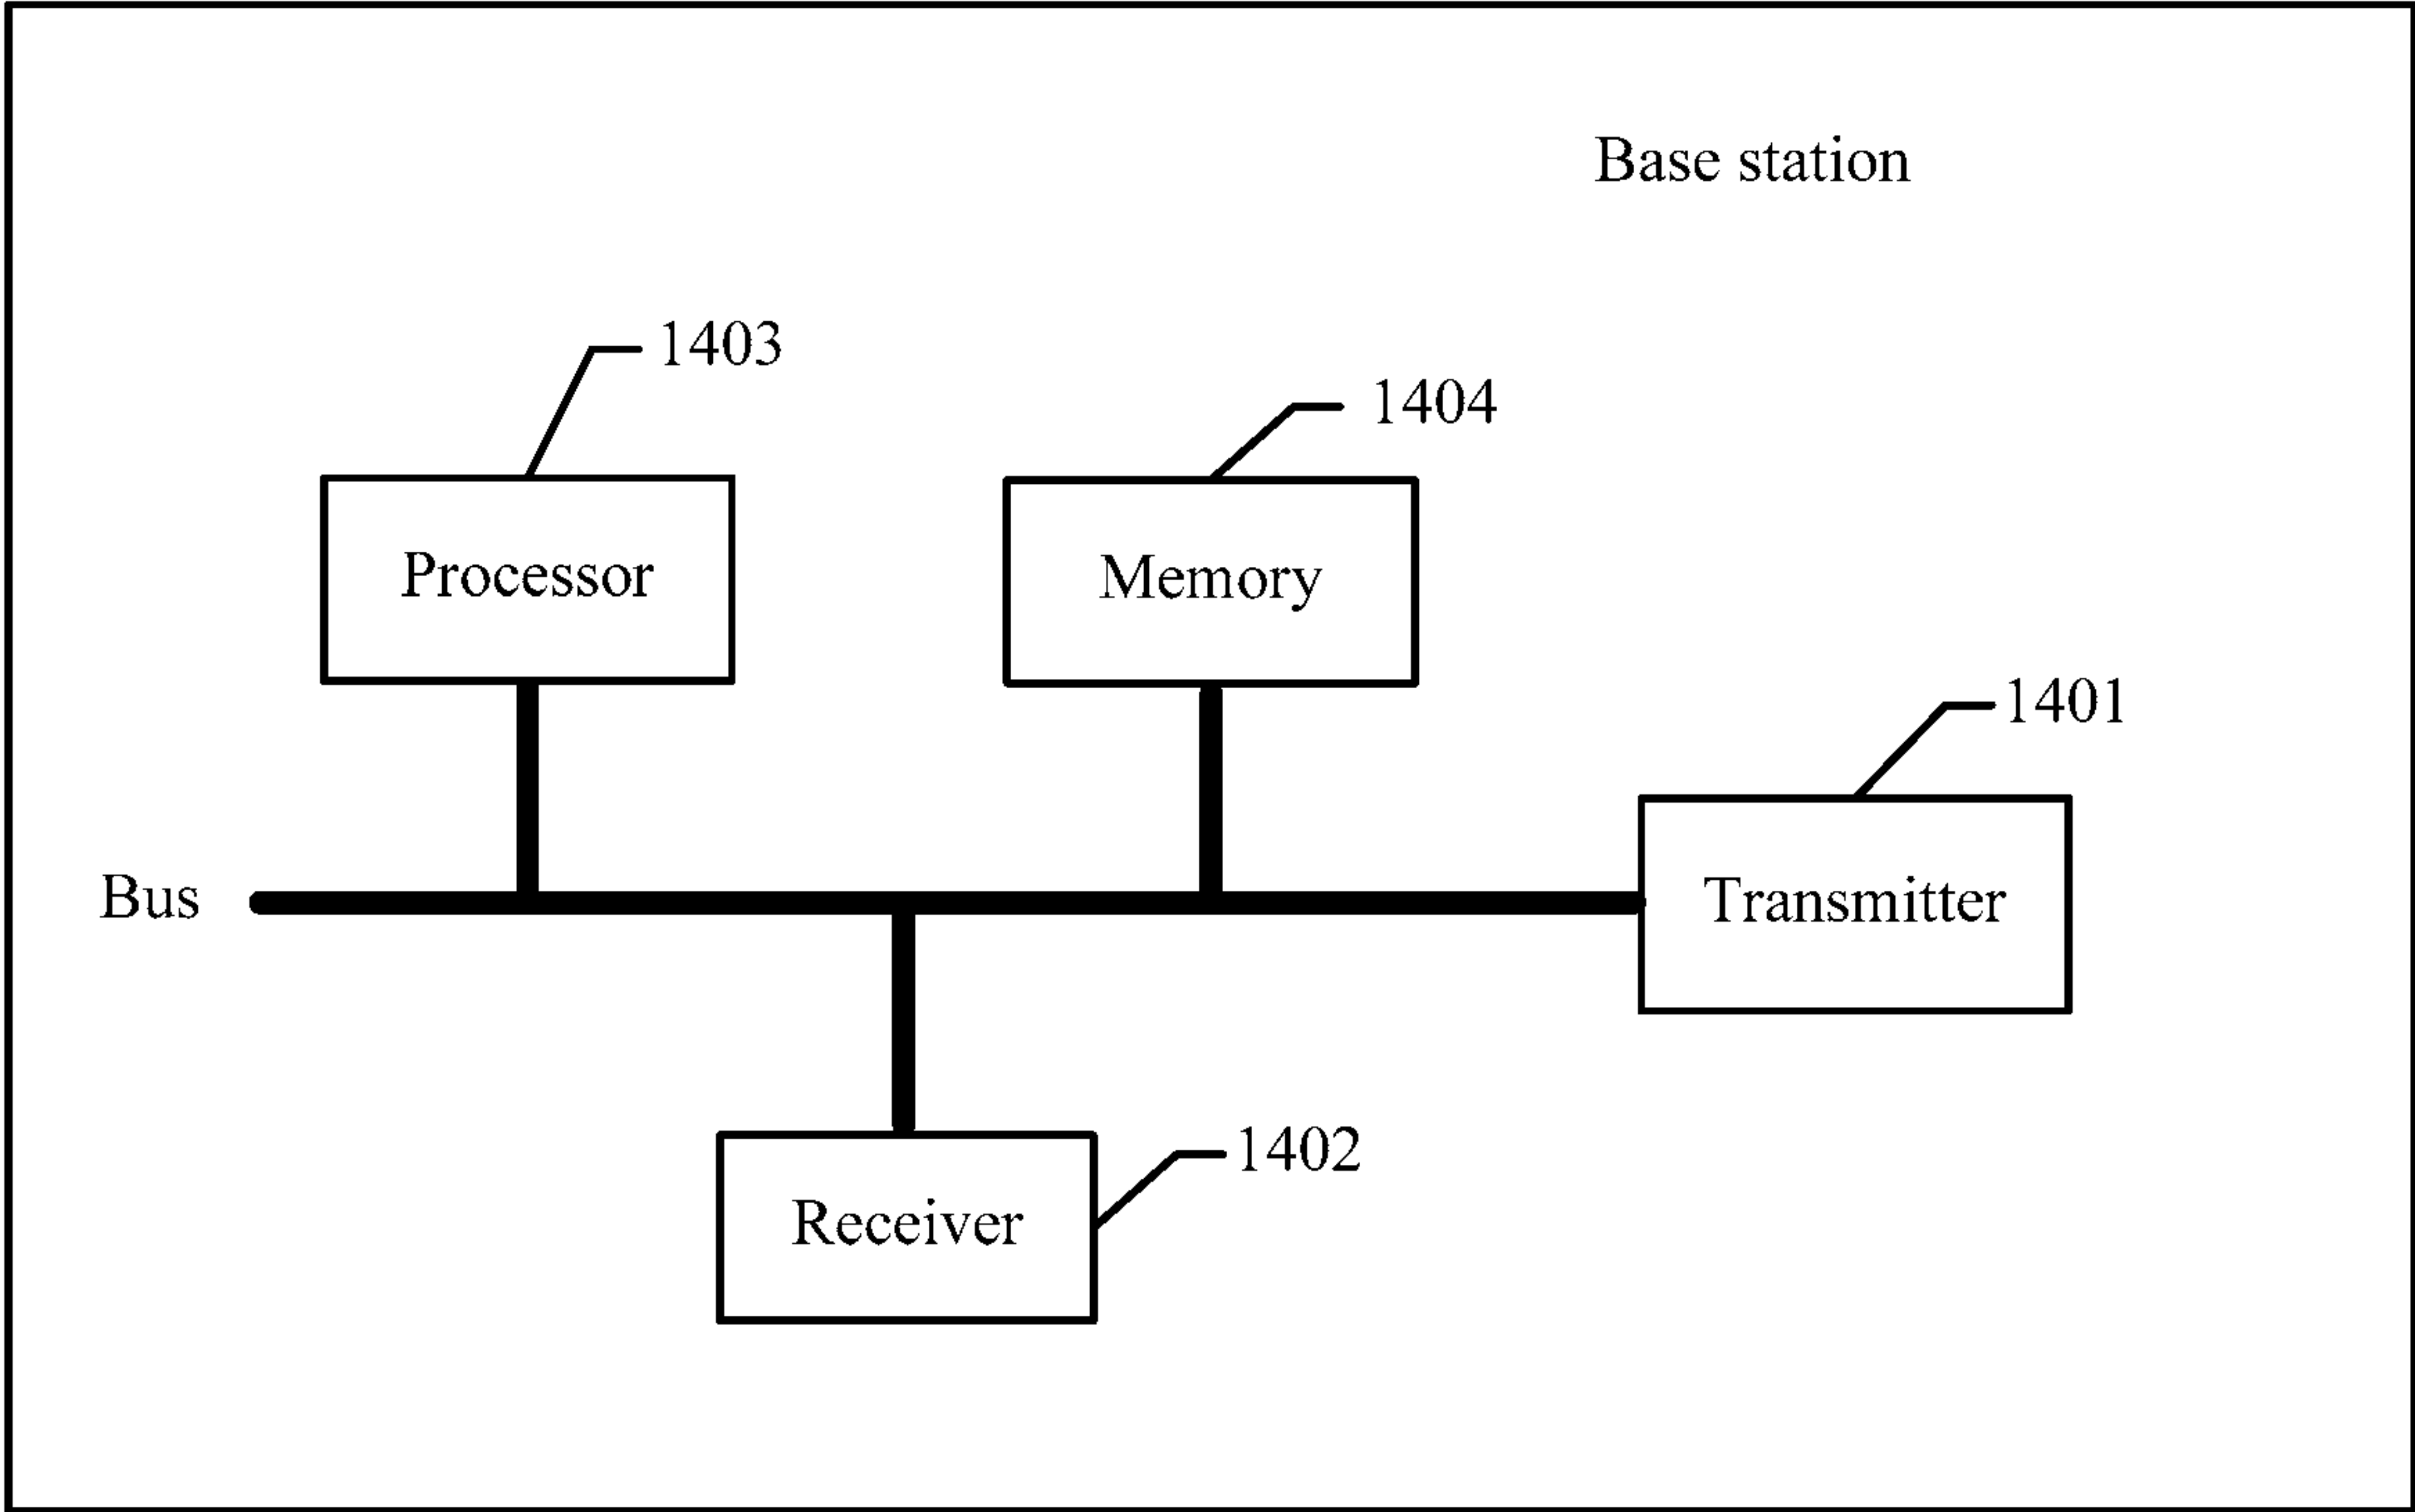 Base station
1403
1404
Processor
Memory
1401
Bus
Transmitter
1402
Receiver